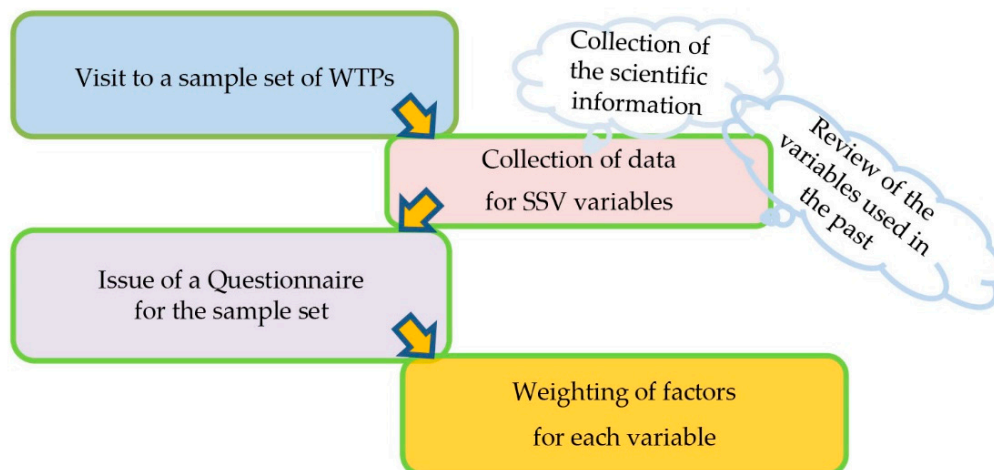 Visit to a sample set of WTPs
Collection of
the scientific
information
Review of the
variables used in
the past
Collection of data
for SSV variables
Issue of a Questionnaire
for the sample set
Weighting of factors
for each variable